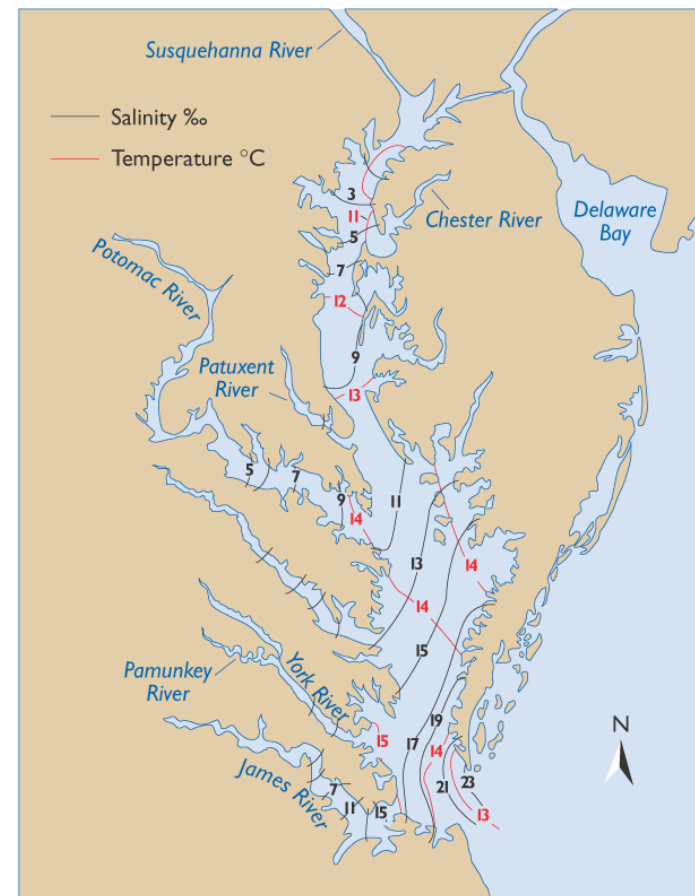 Susquehanna River
Salinity ‰
Temperature °C
3
11
Chester River
Delaware
Bay
5
7
Potomac River
12
9
Patuxent
River
13
5
7
9
11
14
13
14
14
15
Pamunkey
River
York River
19
15
17
14
N
21
23
James River
7
11
15
13